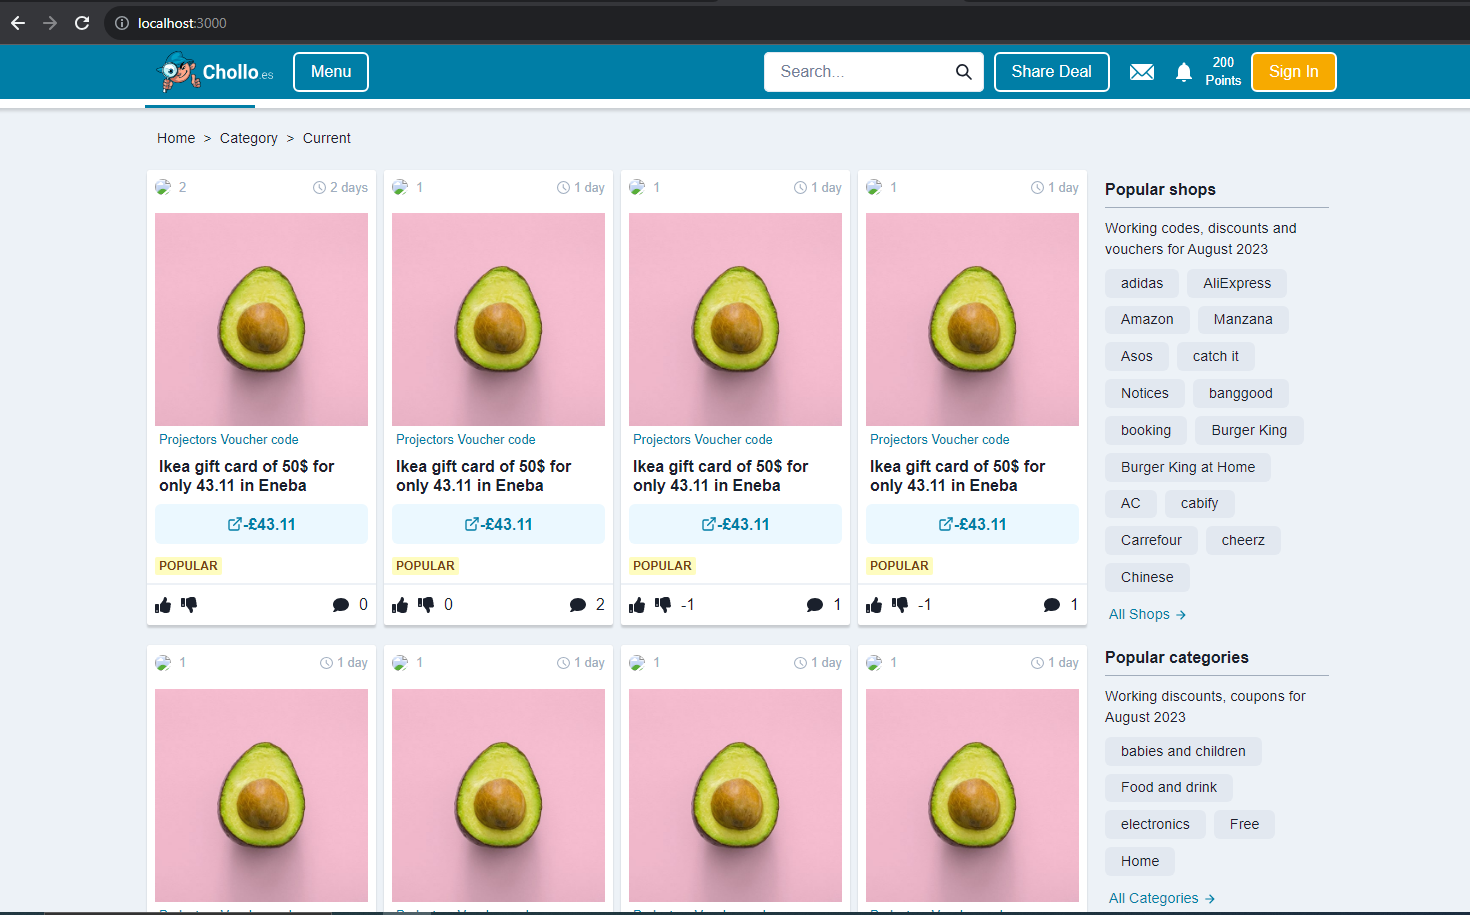 localhost:3000
Chollo.es
Menu
Search...
Share Deal
200
Points
Sign In
Home > Category > Current
2
2 days
1
1 day
1
1 day
1
1 day
Projectors Voucher code
Projectors Voucher code
Projectors Voucher code
Projectors Voucher code
Ikea gift card of 50$ for
only 43.11 in Eneba
Ikea gift card of 50$ for
only 43.11 in Eneba
Ikea gift card of 50$ for
only 43.11 in Eneba
Ikea gift card of 50$ for
only 43.11 in Eneba
-£43.11
-£43.11
-£43.11
-£43.11
POPULAR
POPULAR
POPULAR
POPULAR
0
0
2
-1
1
-1
1
1
1 day
1
1 day
1
1 day
1
1 day
Popular shops
Working codes, discounts and
vouchers for August 2023
adidas
AliExpress
Amazon
Manzana
Asos
catch it
Notices
banggood
booking
Burger King
Burger King at Home
AC
cabify
Carrefour
cheerz
Chinese
All Shops →
Popular categories
Working discounts, coupons for
August 2023
babies and children
Food and drink
electronics
Free
Home
All Categories →